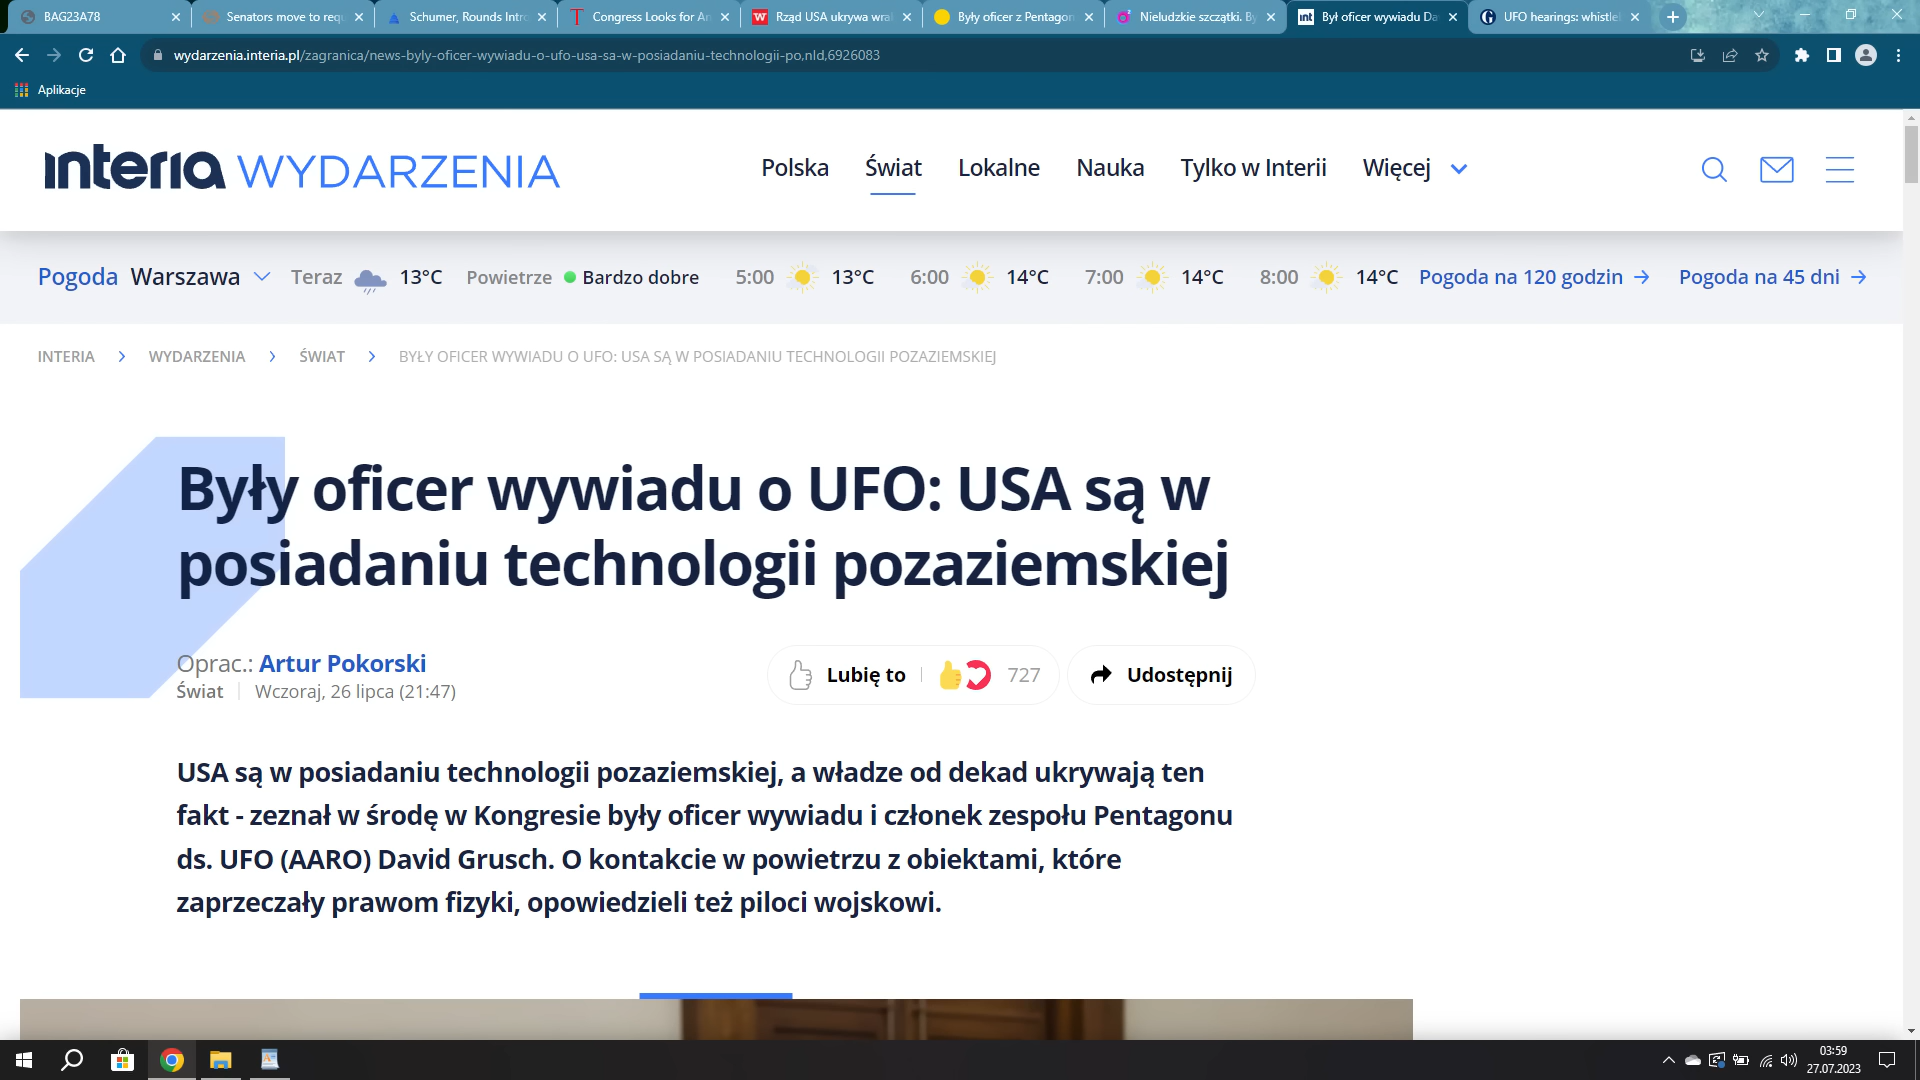 BAG23A78
Senators move to requ
Schumer, Rounds Intro
Congress Looks for An
Rząd USA ukrywa wra
Były oficer z Pentagon
Nieludzkie szczątki. By
Był oficer wywiadu Da
UFO hearings: whistle
wydarzenia.interia.pl/zagranica/news-byly-oficer-wywiadu-o-ufo-usa-sa-w-posiadaniu-technologii-po,nId,6926083
Aplikacje
interia WYDARZENIA
Polska Świat Lokalne Nauka Tylko w Interii Więcej
Pogoda Warszawa Teraz 13°C Powietrze Bardzo dobre 5:00 13°C 6:00 14°C 7:00 14°C 8:00 14°C Pogoda na 120 godzin → Pogoda na 45 dni →
INTERIA > WYDARZENIA > ŚWIAT > BYŁY OFICER WYWIADU O UFO: USA SĄ W POSIADANIU TECHNOLOGII POZAZIEMSKIEJ
Były oficer wywiadu o UFO: USA są w
posiadaniu technologii pozaziemskiej
Oprac.: Artur Pokorski
Świat | Wczoraj, 26 lipca (21:47)
Lubię to 727 Udostępnij
USA są w posiadaniu technologii pozaziemskiej, a władze od dekad ukrywają ten
fakt - zeznał w środę w Kongresie były oficer wywiadu i członek zespołu Pentagonu
ds. UFO (AARO) David Grusch. O kontakcie w powietrzu z obiektami, które
zaprzeczały prawom fizyki, opowiedzieli też piloci wojskowi.
03:59
27.07.2023